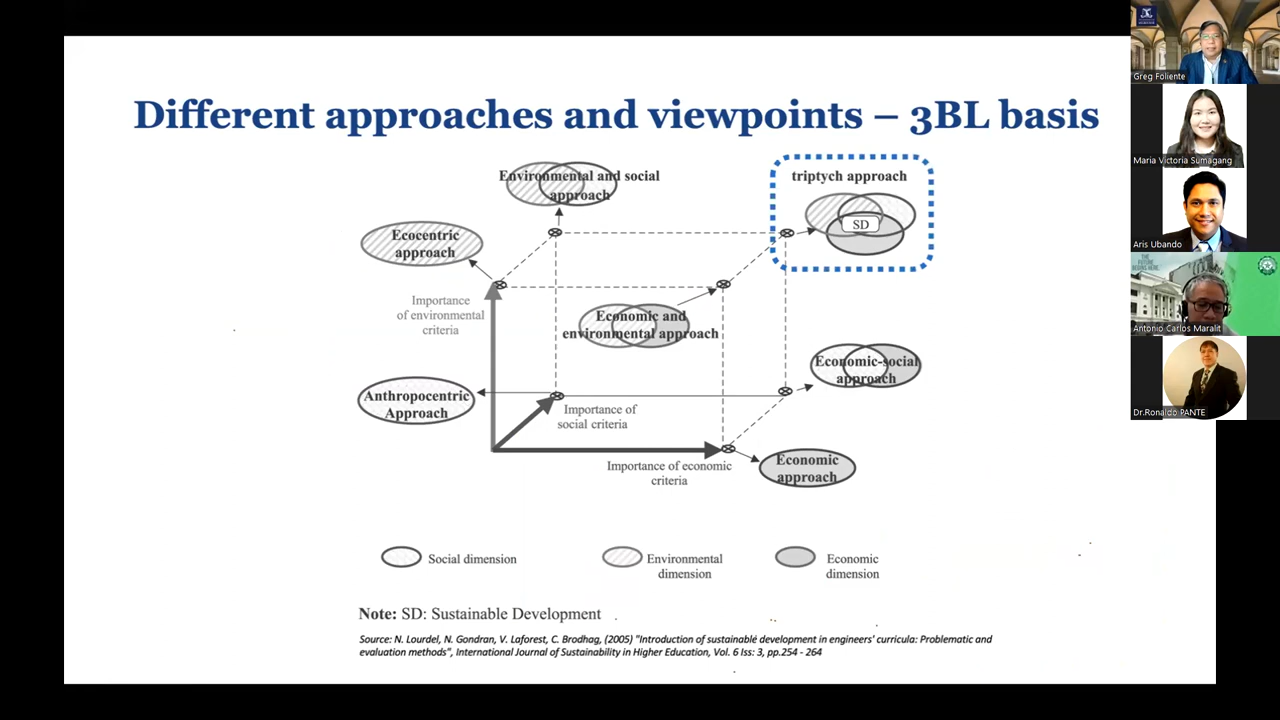 Different approaches and viewpoints – 3BL basis
Environmental and social
approach
triptych approach
SD
Ecocentric
approach
Importance
of environmental
criteria
Economic and
environmental approach
Economic-social
approach
Anthropocentric
Approach
Importance of
social criteria
Importance of economic
criteria
Economic
approach
Social dimension
Environmental
dimension
Economic
dimension
Note: SD: Sustainable Development
Source: N. Lourdel, N. Gondran, V. Laforest, C. Brodhag, (2005) "Introduction of sustainable development in engineers' curricula: Problematic and
evaluation methods", International Journal of Sustainability in Higher Education, Vol. 6 Iss: 3, pp.254 - 264
Greg Foliente
Maria Victoria Sumagang
Aris Ubando
THE
FUTURE
BEGINS HERE.
Antonio Carlos Maralit
Dr.Ronaldo PANTE